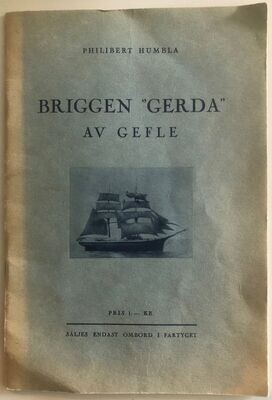 PHILIBERT HUMBLA
BRIGGEN "GERDA"
AV GEFLE
PRIS 1.— KR.
SÄLJES ENDAST OMBORD I FARTYGET